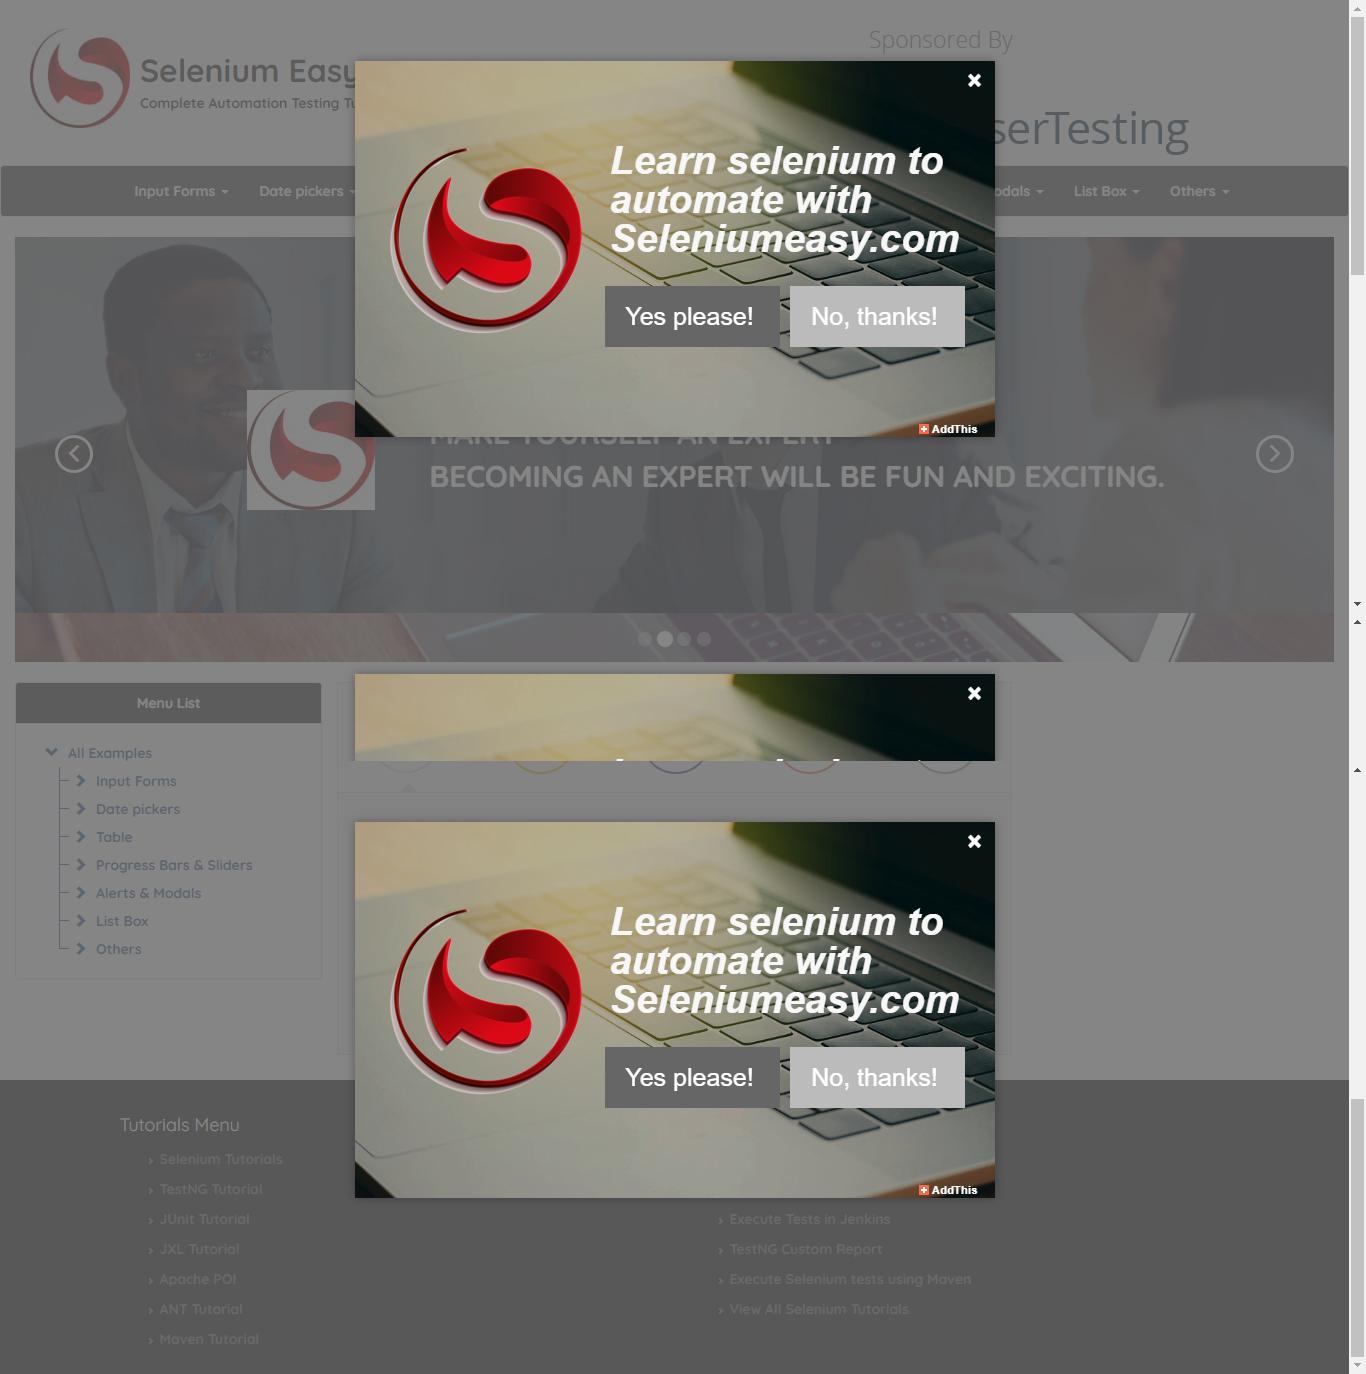 Selenium Easy
Complete Automation Testing
Sponsored By
Input Forms
Date pickers
List Box
Others
Learn selenium to
automate with
Seleniumeasy.com
Yes please!
No, thanks!
AddThis
MAKE YOURSELF AN EXPERT
BECOMING AN EXPERT WILL BE FUN AND EXCITING.
Menu List
All Examples
Input Forms
Date pickers
Table
Progress Bars & Sliders
Alerts & Modals
List Box
Others
Learn selenium to
automate with
Seleniumeasy.com
Yes please!
No, thanks!
AddThis
Tutorials Menu
Selenium Tutorials
TestNG Tutorial
JUnit Tutorial
JXL Tutorial
Apache POI
ANT Tutorial
Maven Tutorial
Execute Tests in Jenkins
TestNG Custom Report
Execute Selenium tests using Maven
View All Selenium Tutorials